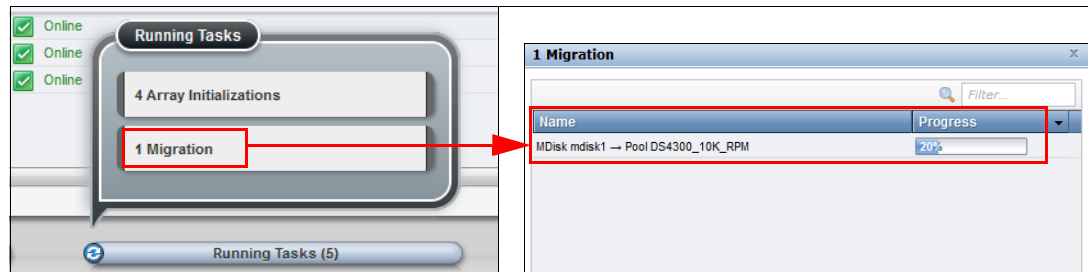 Online
Online
Online
Running Tasks
4 Array Initializations
1 Migration
Running Tasks (5)
1 Migration
x
Filter...
Name Progress
MDisk mdisk1 → Pool DS4300_10K_RPM 20%